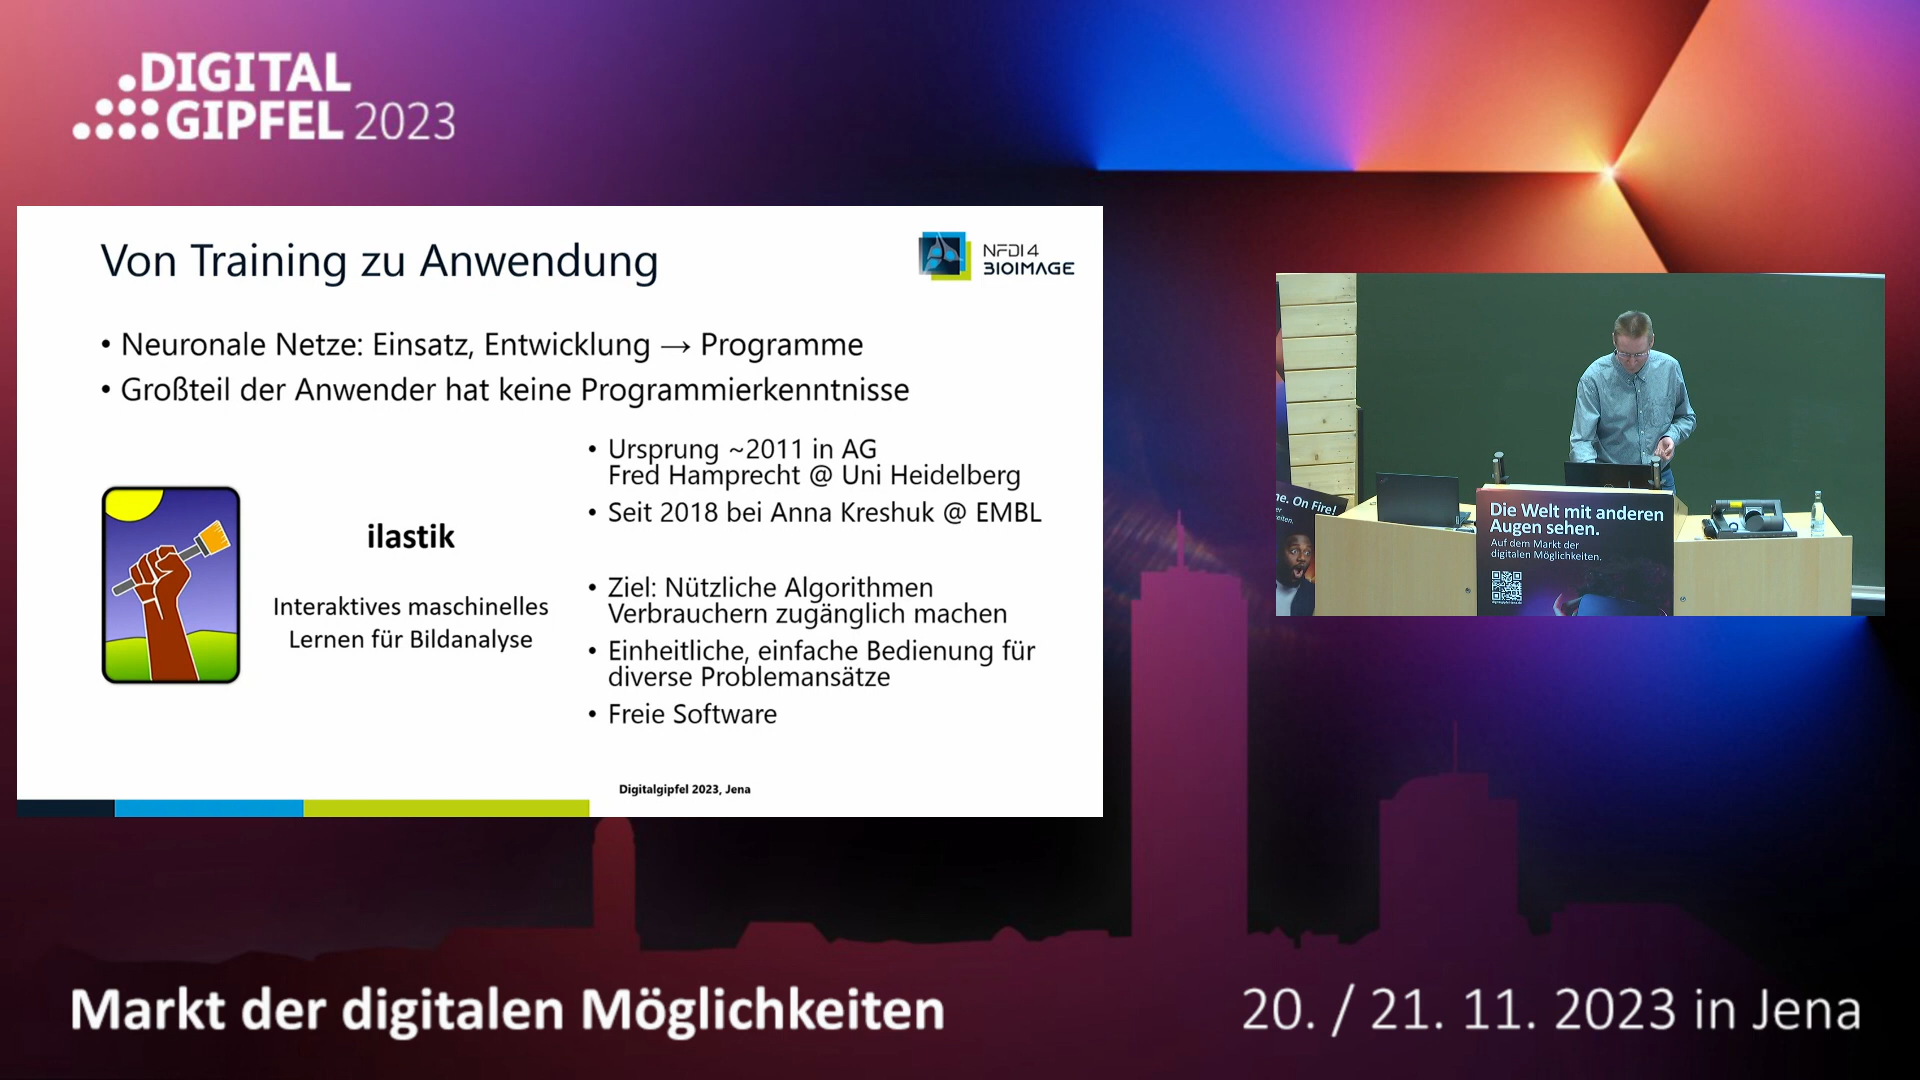 DIGITAL
GIPFEL 2023
Von Training zu Anwendung
NFDI4
BIOIMAGE
• Neuronale Netze: Einsatz, Entwicklung → Programme
• Großteil der Anwender hat keine Programmierkenntnisse
ilastik
Interaktives maschinelles
Lernen für Bildanalyse
• Ursprung ~2011 in AG
Fred Hamprecht @ Uni Heidelberg
• Seit 2018 bei Anna Kreshuk @ EMBL
• Ziel: Nützliche Algorithmen
Verbrauchern zugänglich machen
• Einheitliche, einfache Bedienung für
diverse Problemansätze
• Freie Software
Digitalgipfel 2023, Jena
ne. On Fire!
Die Welt mit anderen
Augen sehen.
Auf dem Markt der
digitalen Möglichkeiten.
Markt der digitalen Möglichkeiten
20. / 21. 11. 2023 in Jena